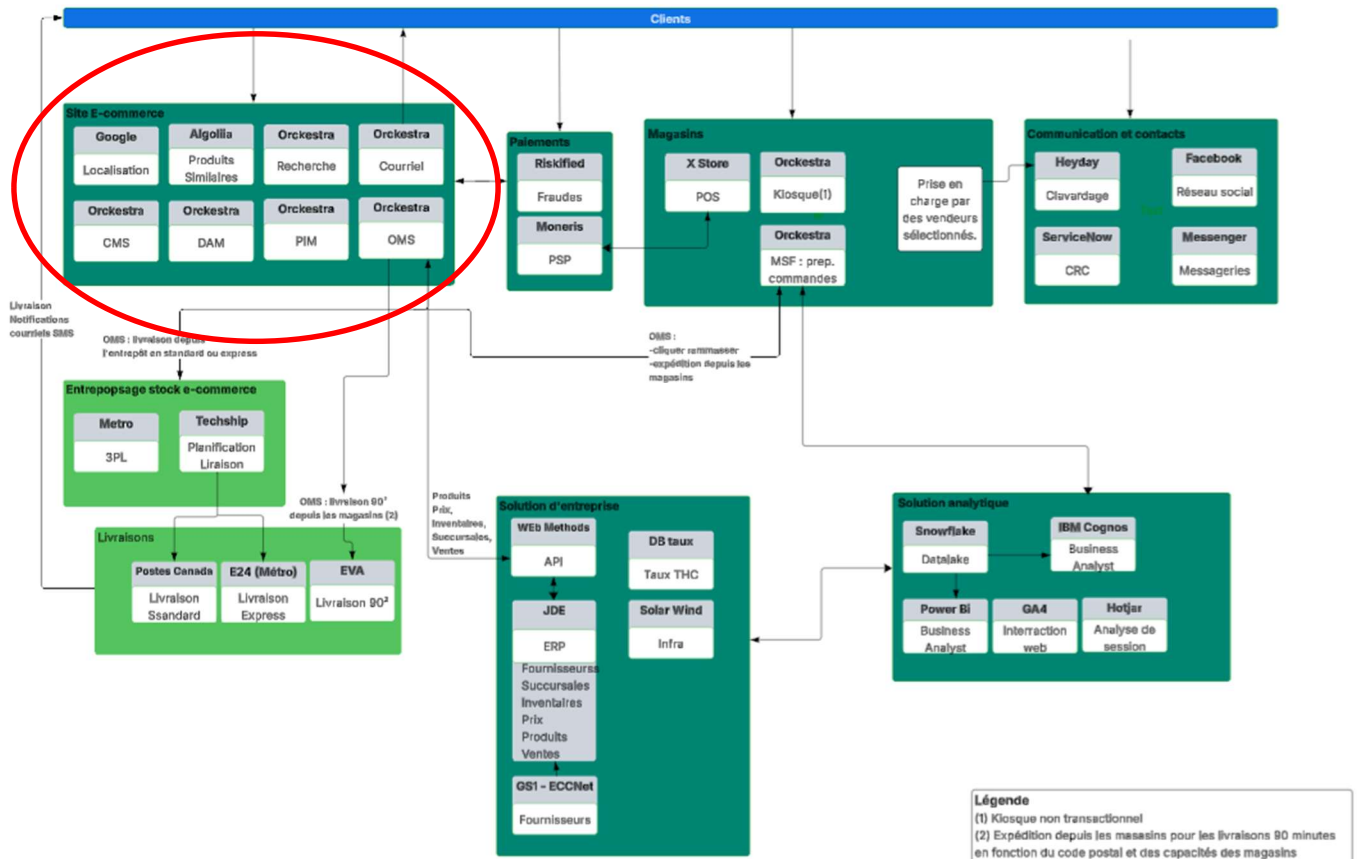 Clients
Site E-commerce
Google
Localisation
Algollia
Produits
Similaires
Orckestra
Recherche
Orckestra
Courriel
Orckestra
CMS
Orckestra
DAM
Orckestra
PIM
Orckestra
OMS
Paiements
Riskified
Fraudes
Moneris
PSP
Magasins
X Store
POS
Orckestra
Kiosque(1)
Orckestra
MSF : prep.
commandes
Prise en
charge par
des vendeurs
sélectionnés.
Communication et contacts
Heyday
Clavardage
Facebook
Réseau social
ServiceNow
CRC
Messenger
Messageries
Livraison
Notifications
courriels SMS
OMS : livraison depuis
l'entrepôt en standard ou express
OMS :
-cliquer rammasser
-expédition depuis les
magasins
Entrepopsage stock e-commerce
Metro
3PL
Techship
Planification
Liraison
OMS : livraison 90'
depuis les magasins (2)
Produits
Prix,
Inventaires,
Succursales,
Ventes
Livraisons
Postes Canada
Livraison
Ssandard
E24 (Métro)
Livraison
Express
EVA
Livraison 90²
Solution d'entreprise
WEb Methods
API
DB taux
Taux THC
JDE
ERP
Fournisseurss
Succursales
Inventaires
Prix
Produits
Ventes
Solar Wind
Infra
GS1 - ECCNet
Fournisseurs
Solution analytique
Snowflake
Datalake
IBM Cognos
Business
Analyst
Power Bi
Business
Analyst
GA4
Interraction
web
Hotjar
Analyse de
session
Légende
(1) Kiosque non transactionnel
(2) Expédition depuis les masasins pour les livraisons 90 minutes
en fonction du code postal et des capacités des magasins